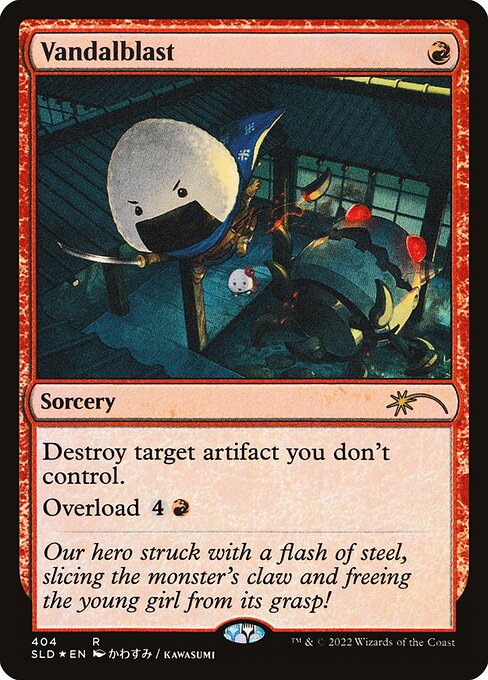 Vandalblast
Sorcery
Destroy target artifact you don't
control.
Overload 4
Our hero struck with a flash of steel,
slicing the monster's claw and freeing
the young girl from its grasp!
404 R
SLD ★ EN かわすみ / KAWASUMI
™ & © 2022 Wizards of the Coast